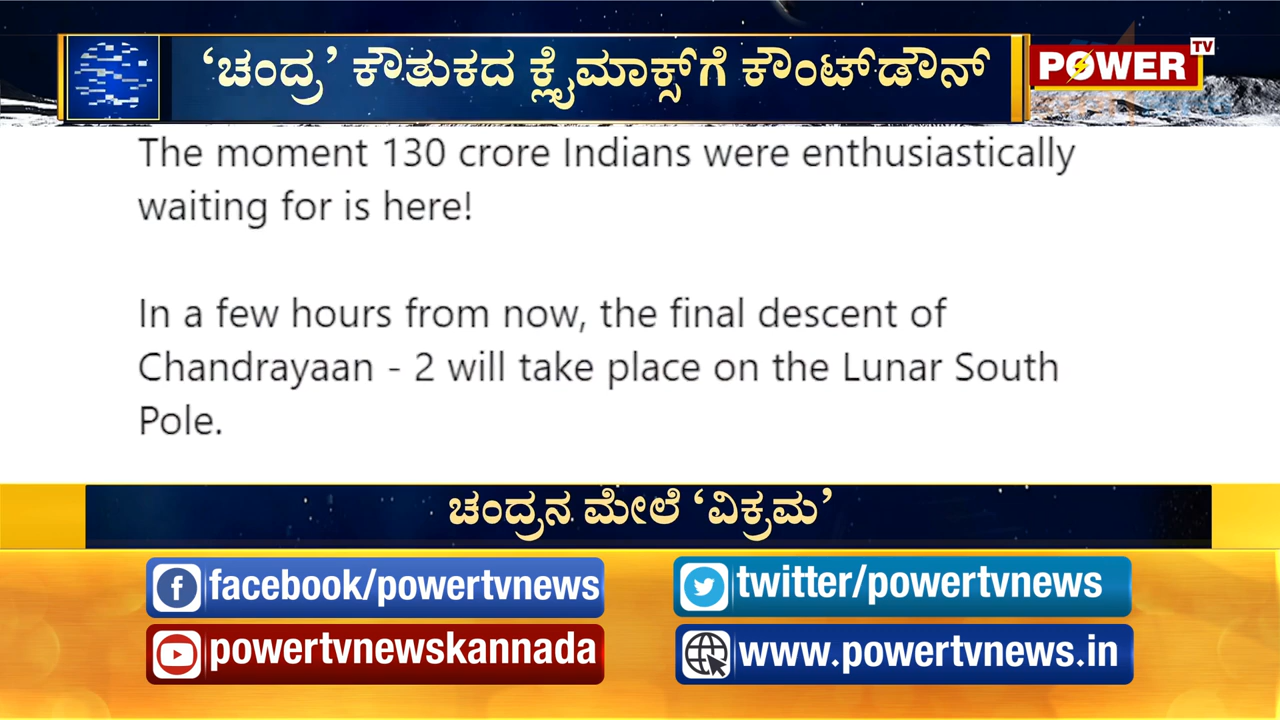 ‘ಚಂದ್ರ’ ಕೌತುಕದ ಕ್ಲೈಮಾಕ್ಸ್‌ಗೆ ಕೌಂಟ್‌ಡೌನ್
POWER TV
The moment 130 crore Indians were enthusiastically
waiting for is here!
In a few hours from now, the final descent of
Chandrayaan - 2 will take place on the Lunar South
Pole.
ಚಂದ್ರನ ಮೇಲೆ ‘ವಿಕ್ರಮ’
facebook/powertvnews
twitter/powertvnews
powertvnewskannada
www.powertvnews.in